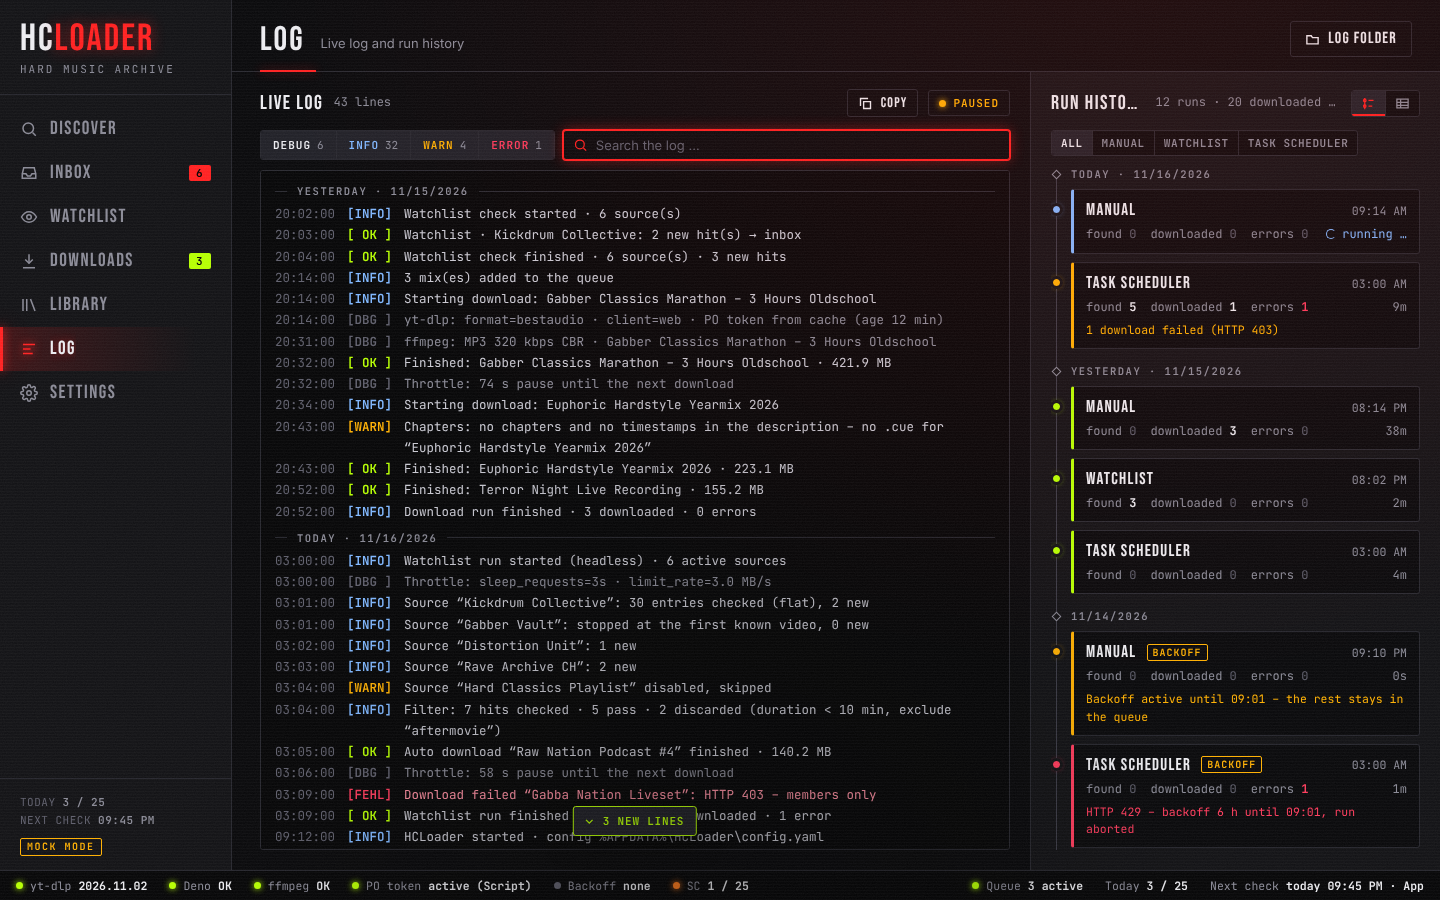 HCLOADER
HARD MUSIC ARCHIVE
DISCOVER
INBOX 6
WATCHLIST
DOWNLOADS 3
LIBRARY
LOG
SETTINGS
TODAY 3 / 25
NEXT CHECK 09:45 PM
MOCK MODE
LOG Live log and run history
LOG FOLDER
LIVE LOG 43 lines
COPY
PAUSED
DEBUG 6 INFO 32 WARN 4 ERROR 1
Search the log …
YESTERDAY · 11/15/2026
20:02:00 [INFO] Watchlist check started · 6 source(s)
20:03:00 [ OK ] Watchlist · Kickdrum Collective: 2 new hit(s) → inbox
20:04:00 [ OK ] Watchlist check finished · 6 source(s) · 3 new hits
20:14:00 [INFO] 3 mix(es) added to the queue
20:14:00 [INFO] Starting download: Gabber Classics Marathon – 3 Hours Oldschool
20:14:00 [DBG ] yt-dlp: format=bestaudio · client=web · PO token from cache (age 12 min)
20:31:00 [DBG ] ffmpeg: MP3 320 kbps CBR · Gabber Classics Marathon – 3 Hours Oldschool
20:32:00 [ OK ] Finished: Gabber Classics Marathon – 3 Hours Oldschool · 421.9 MB
20:32:00 [DBG ] Throttle: 74 s pause until the next download
20:34:00 [INFO] Starting download: Euphoric Hardstyle Yearmix 2026
20:43:00 [WARN] Chapters: no chapters and no timestamps in the description – no .cue for
“Euphoric Hardstyle Yearmix 2026”
20:43:00 [ OK ] Finished: Euphoric Hardstyle Yearmix 2026 · 223.1 MB
20:52:00 [ OK ] Finished: Terror Night Live Recording · 155.2 MB
20:52:00 [INFO] Download run finished · 3 downloaded · 0 errors
TODAY · 11/16/2026
03:00:00 [INFO] Watchlist run started (headless) · 6 active sources
03:00:00 [DBG ] Throttle: sleep_requests=3s · limit_rate=3.0 MB/s
03:01:00 [INFO] Source “Kickdrum Collective”: 30 entries checked (flat), 2 new
03:01:00 [INFO] Source “Gabber Vault”: stopped at the first known video, 0 new
03:02:00 [INFO] Source “Distortion Unit”: 1 new
03:03:00 [INFO] Source “Rave Archive CH”: 2 new
03:04:00 [WARN] Source “Hard Classics Playlist” disabled, skipped
03:04:00 [INFO] Filter: 7 hits checked · 5 pass · 2 discarded (duration < 10 min, exclude
“aftermovie”)
03:05:00 [ OK ] Auto download “Raw Nation Podcast #4” finished · 140.2 MB
03:06:00 [DBG ] Throttle: 58 s pause until the next download
03:09:00 [FEHL] Download failed “Gabba Nation Liveset”: HTTP 403 – members only
03:09:00 [ OK ] Watchlist run finished wnloaded · 1 error
3 NEW LINES
09:12:00 [INFO] HCLoader started · config %APPDATA%\HCLoader\config.yaml
RUN HISTO… 12 runs · 20 downloaded …
ALL MANUAL WATCHLIST TASK SCHEDULER
TODAY · 11/16/2026
MANUAL 09:14 AM
found 0 downloaded 0 errors 0 running …
TASK SCHEDULER 03:00 AM
found 5 downloaded 1 errors 1 9m
1 download failed (HTTP 403)
YESTERDAY · 11/15/2026
MANUAL 08:14 PM
found 0 downloaded 3 errors 0 38m
WATCHLIST 08:02 PM
found 3 downloaded 0 errors 0 2m
TASK SCHEDULER 03:00 AM
found 0 downloaded 0 errors 0 4m
11/14/2026
MANUAL BACKOFF 09:10 PM
found 0 downloaded 0 errors 0 0s
Backoff active until 09:01 – the rest stays in
the queue
TASK SCHEDULER BACKOFF 03:00 AM
found 0 downloaded 0 errors 1 1m
HTTP 429 – backoff 6 h until 09:01, run
aborted
yt-dlp 2026.11.02 Deno OK ffmpeg OK PO token active (Script) Backoff none SC 1 / 25 Queue 3 active Today 3 / 25 Next check today 09:45 PM · App